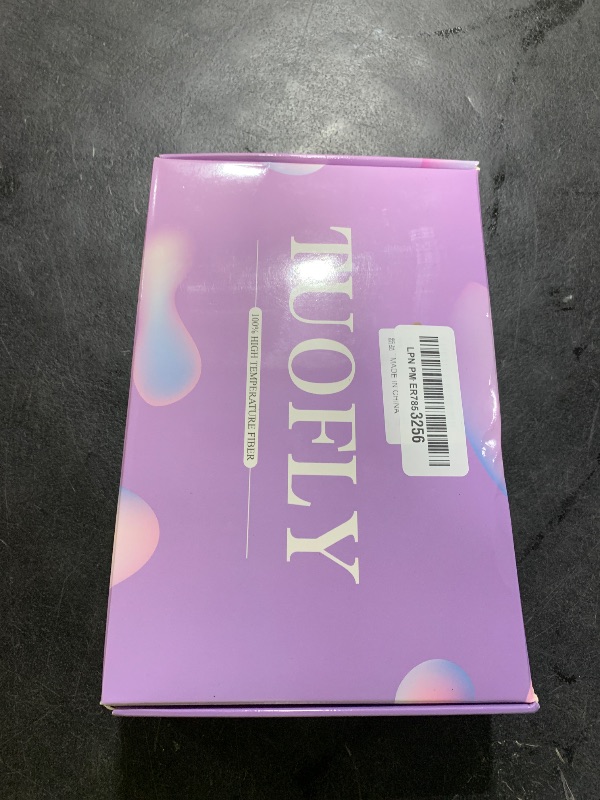 TUOFLY
100% HIGH TEMPERATURE FIBER
LPN PM ER7853256
MADE IN CHINA